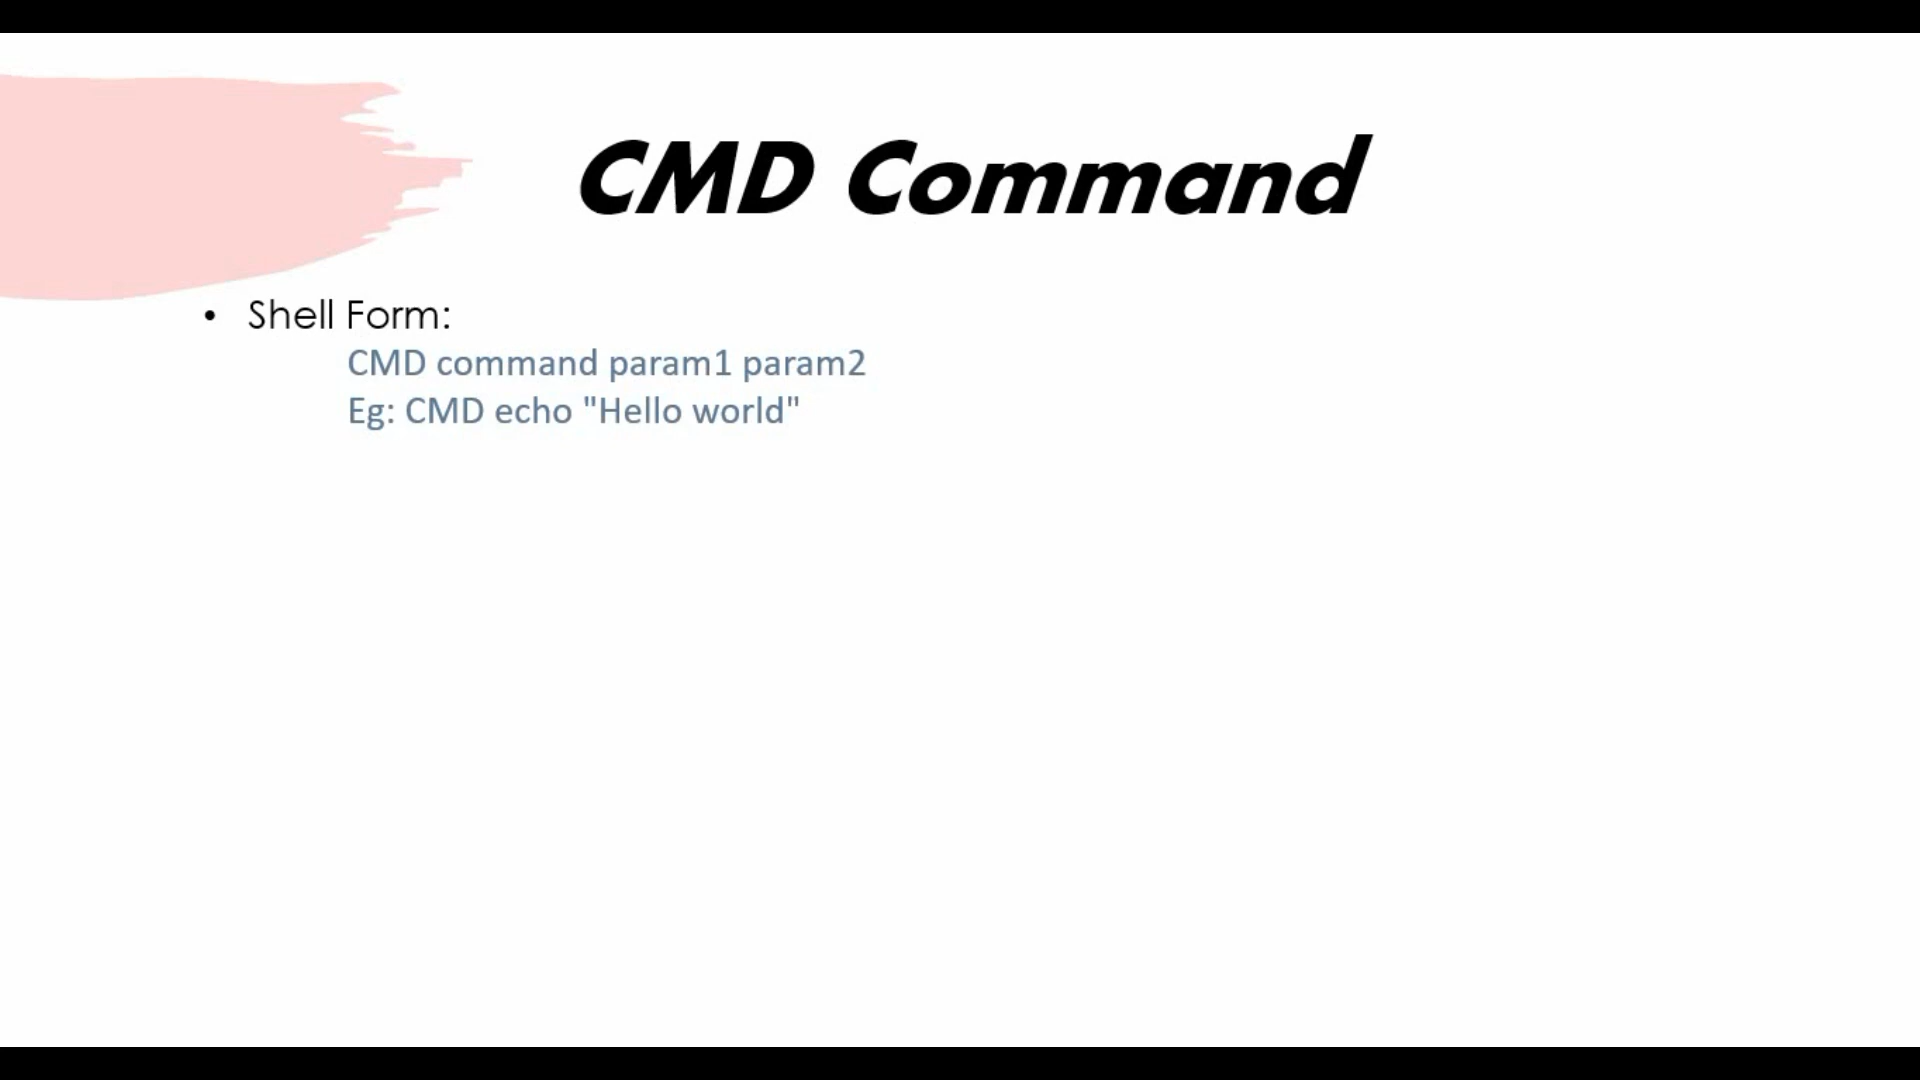 CMD Command
• Shell Form:
CMD command param1 param2
Eg: CMD echo "Hello world"